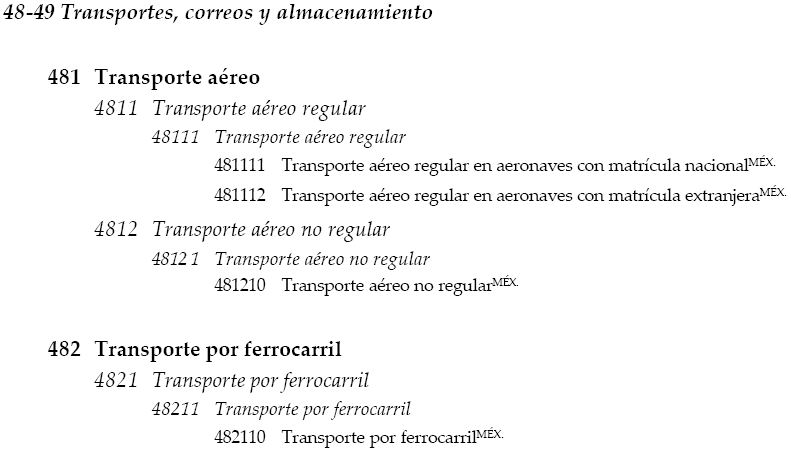 48-49 Transportes, correos y almacenamiento
481 Transporte aéreo
4811 Transporte aéreo regular
48111 Transporte aéreo regular
481111 Transporte aéreo regular en aeronaves con matrícula nacionalMÉX.
481112 Transporte aéreo regular en aeronaves con matrícula extranjeraMÉX.
4812 Transporte aéreo no regular
48121 Transporte aéreo no regular
481210 Transporte aéreo no regularMÉX.
482 Transporte por ferrocarril
4821 Transporte por ferrocarril
48211 Transporte por ferrocarril
482110 Transporte por ferrocarrilMÉX.